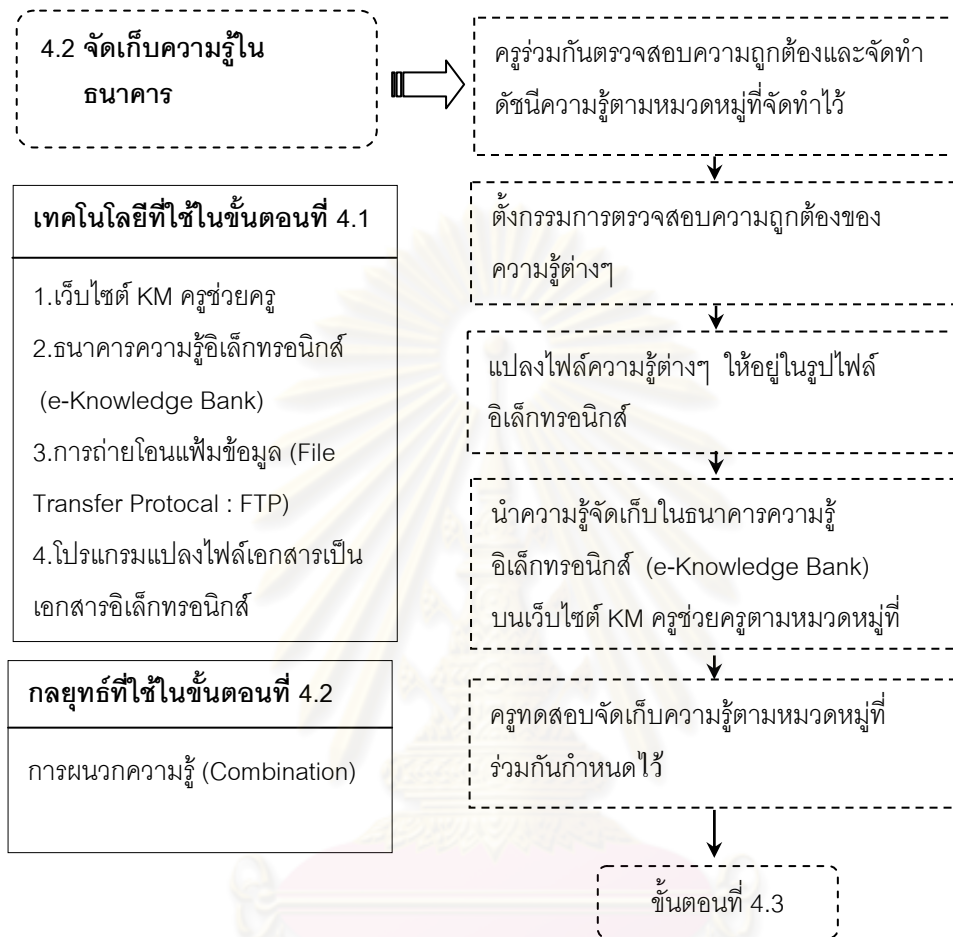 4.2 จัดเก็บความรู้ใน
ธนาคาร
ครูร่วมกันตรวจสอบความถูกต้องและจัดทำ
ดัชนีความรู้ตามหมวดหมู่ที่จัดทำไว้
เทคโนโลยีที่ใช้ในขั้นตอนที่ 4.1
1.เว็บไซต์ KM ครูช่วยครู
2.ธนาคารความรู้อิเล็กทรอนิกส์
(e-Knowledge Bank)
3.การถ่ายโอนแฟ้มข้อมูล (File
Transfer Protocal : FTP)
4.โปรแกรมแปลงไฟล์เอกสารเป็น
เอกสารอิเล็กทรอนิกส์
ตั้งกรรมการตรวจสอบความถูกต้องของ
ความรู้ต่างๆ
แปลงไฟล์ความรู้ต่างๆ ให้อยู่ในรูปไฟล์
อิเล็กทรอนิกส์
นำความรู้จัดเก็บในธนาคารความรู้
อิเล็กทรอนิกส์ (e-Knowledge Bank)
บนเว็บไซต์ KM ครูช่วยครูตามหมวดหมู่ที่
กลยุทธ์ที่ใช้ในขั้นตอนที่ 4.2
การผนวกความรู้ (Combination)
ครูทดสอบจัดเก็บความรู้ตามหมวดหมู่ที่
ร่วมกันกำหนดไว้
ขั้นตอนที่ 4.3